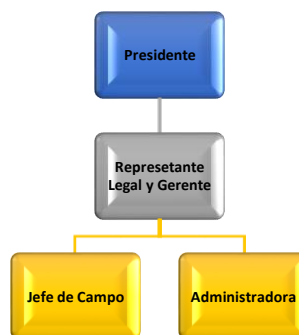 Presidente
Represetante
Legal y Gerente
Jefe de Campo
Administradora